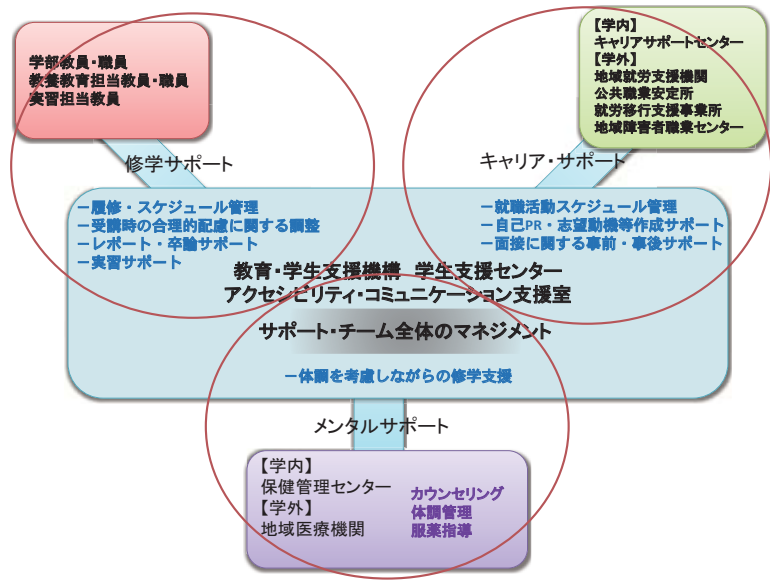 学部教員・職員
教養教育担当教員・職員
実習担当教員
【学内】
キャリアサポートセンター
【学外】
地域就労支援機関
公共職業安定所
就労移行支援事業所
地域障害者職業センター
修学サポート
キャリア・サポート
－履修・スケジュール管理
－受講時の合理的配慮に関する調整
－レポート・卒論サポート
－実習サポート
－就職活動スケジュール管理
－自己PR・志望動機等作成サポート
－面接に関する事前・事後サポート
教育・学生支援機構　学生支援センター
アクセシビリティ・コミュニケーション支援室
サポート・チーム全体のマネジメント
－体調を考慮しながらの修学支援
メンタルサポート
【学内】
保健管理センター
【学外】
地域医療機関
カウンセリング
体調管理
服薬指導